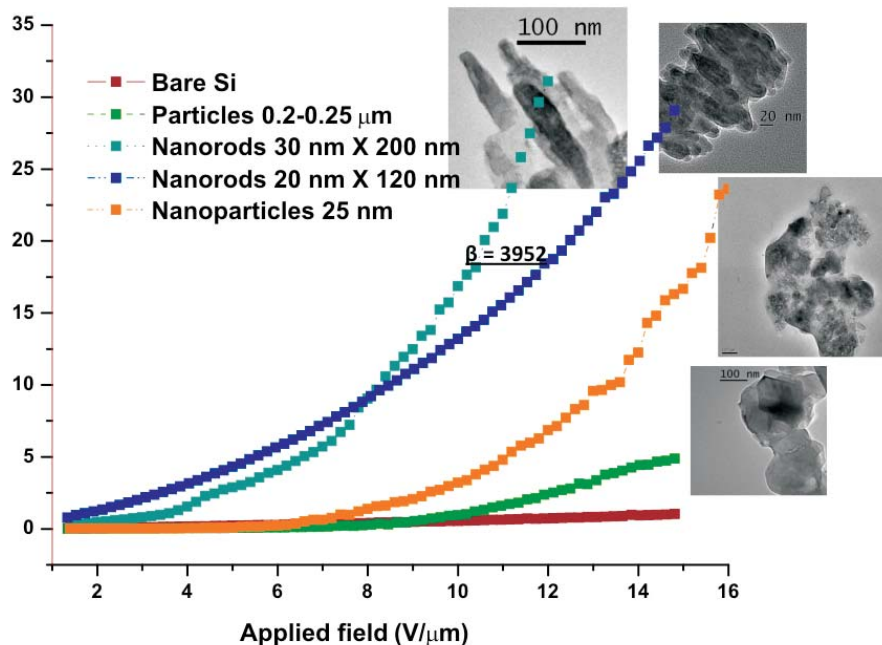 35
30
25
20
15
10
5
0
Bare Si
Particles 0.2-0.25 μm
Nanorods 30 nm X 200 nm
Nanorods 20 nm X 120 nm
Nanoparticles 25 nm
100 nm
20 nm
β = 3952
100 nm
2 4 6 8 10 12 14 16
Applied field (V/μm)